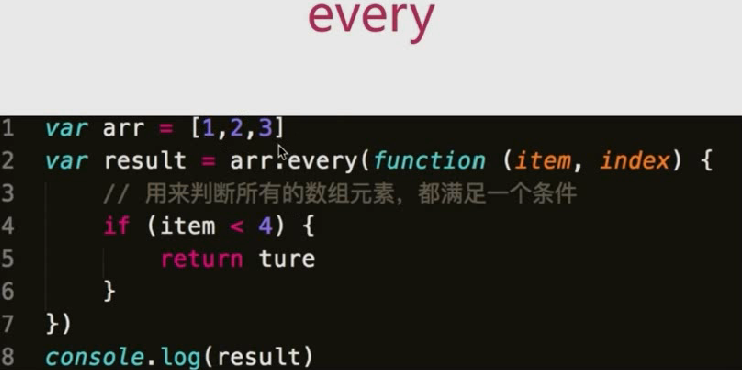 every
1 var arr = [1,2,3]
2 var result = arr.every(function (item, index) {
3 // 用来判断所有的数组元素，都满足一个条件
4 if (item < 4) {
5 return ture
6 }
7 })
8 console.log(result)